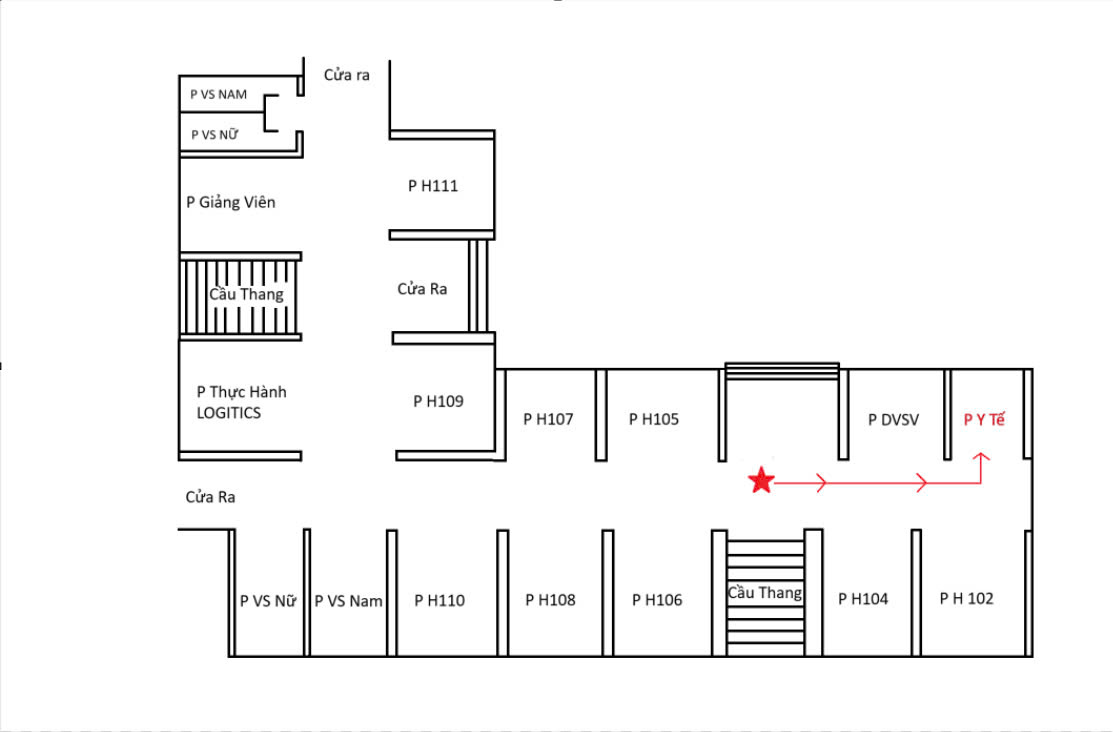 Cửa ra
P VS NAM
P VS NỮ
P H111
P Giảng Viên
Cửa Ra
Cầu Thang
P Thực Hành
LOGITICS
P H109
P H107
P H105
P DVSV
P Y Tế
Cửa Ra
P VS Nữ
P VS Nam
P H110
P H108
P H106
Cầu Thang
P H104
P H 102